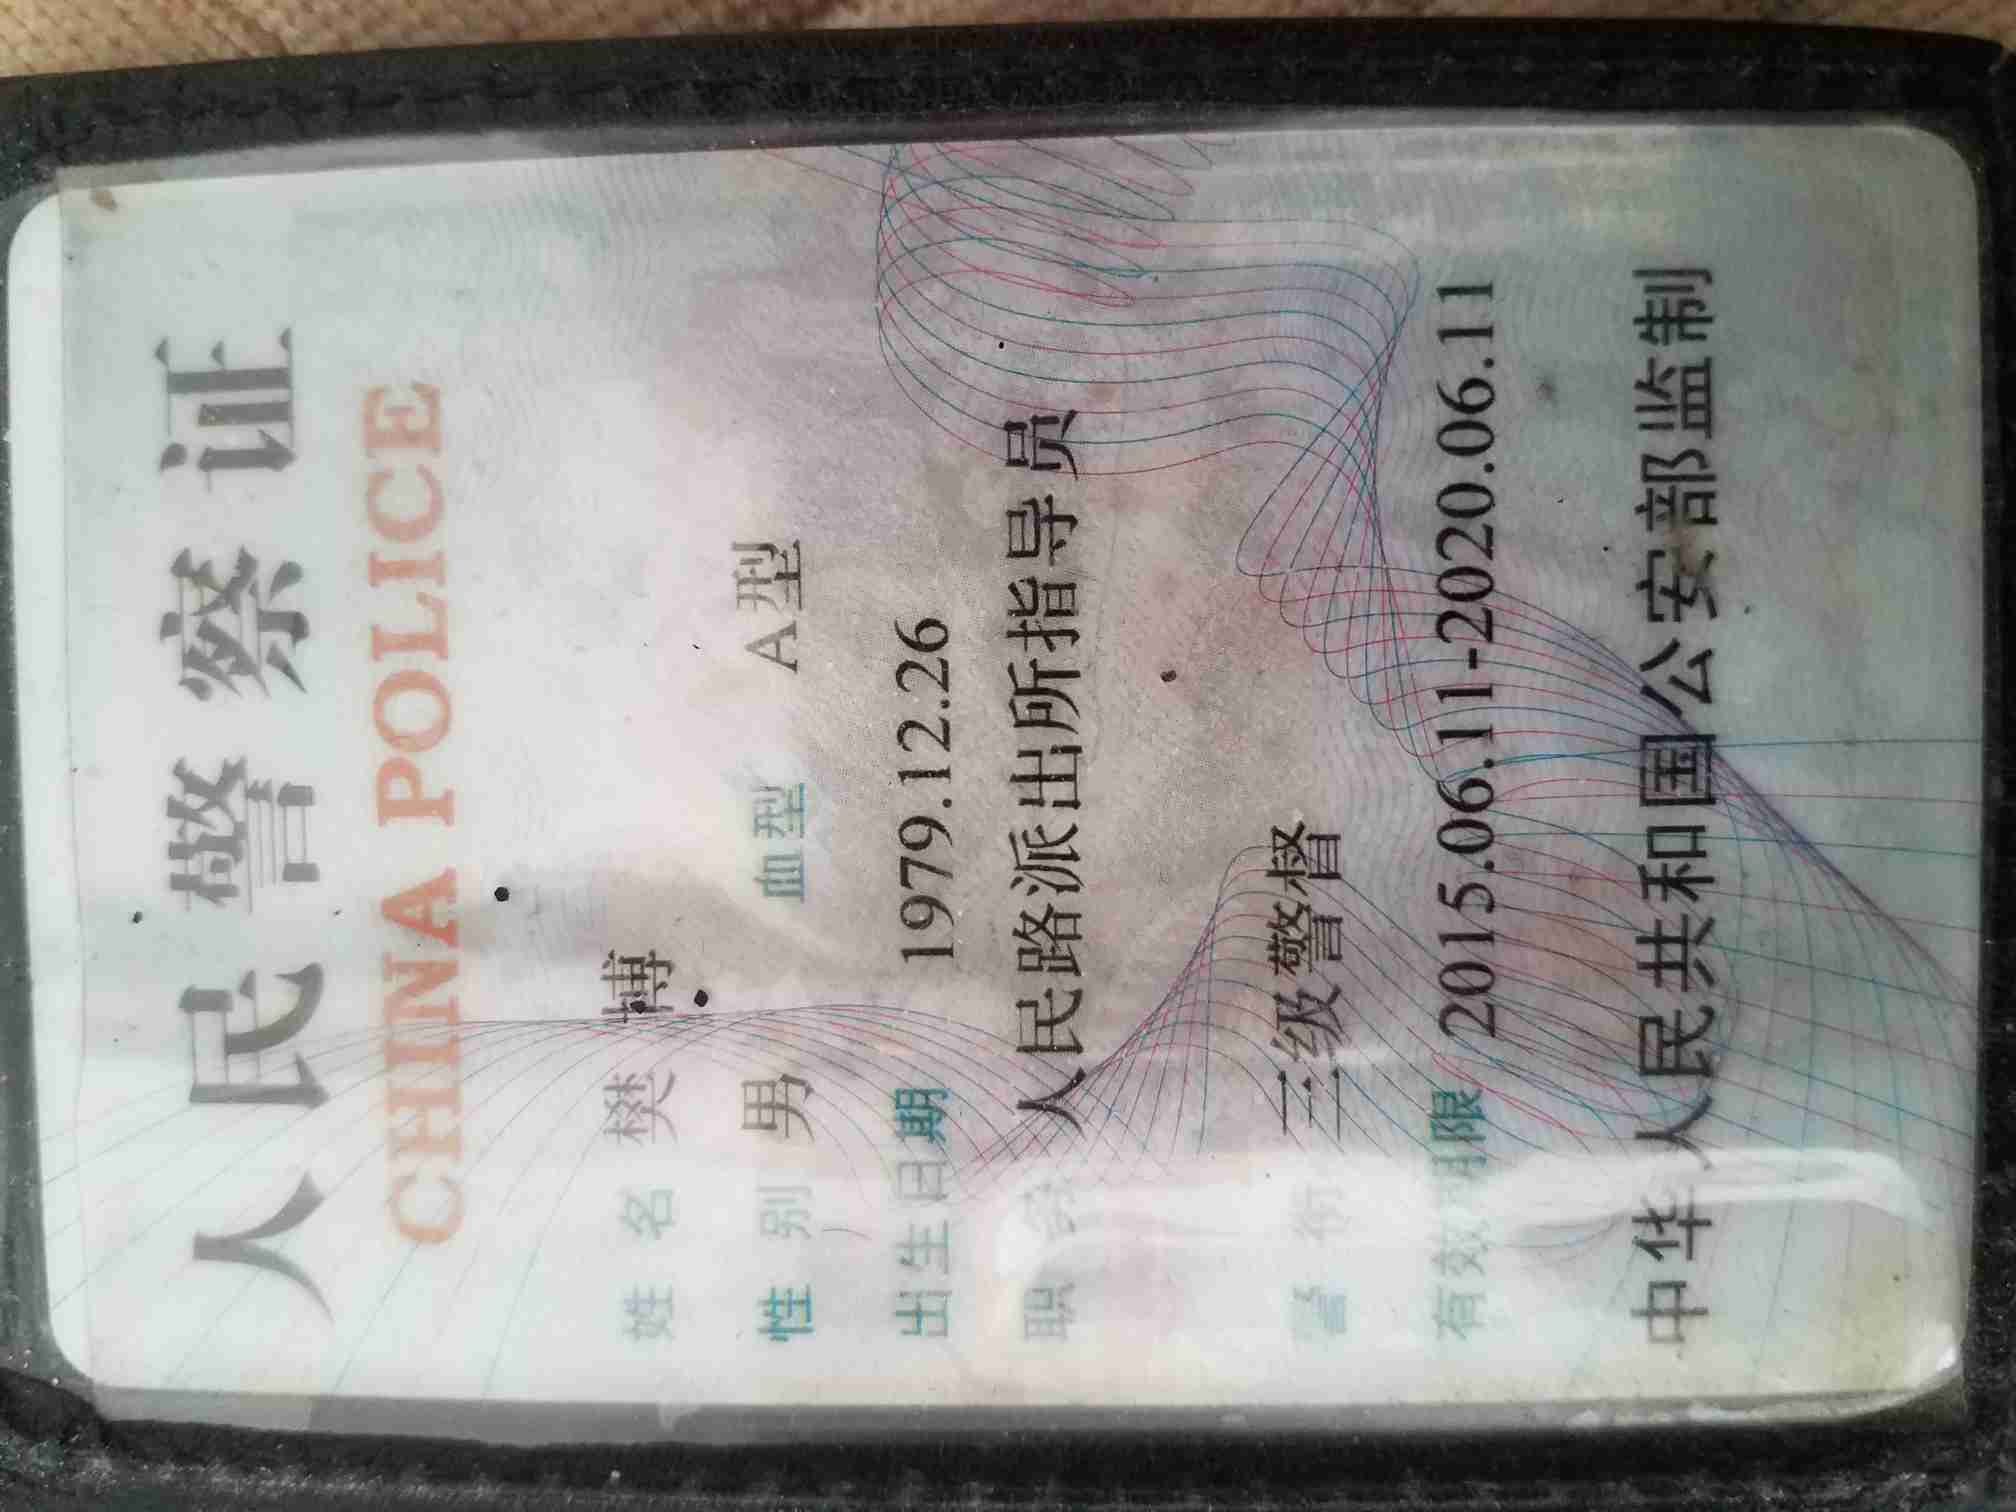 人民警察证
CHINA POLICE
姓 名 樊 博
性 别 男 血型 A型
出生日期 1979.12.26
职 务 人民路派出所指导员
警 衔 三级警督
有效期限 2015.06.11-2020.06.11
中华人民共和国公安部监制